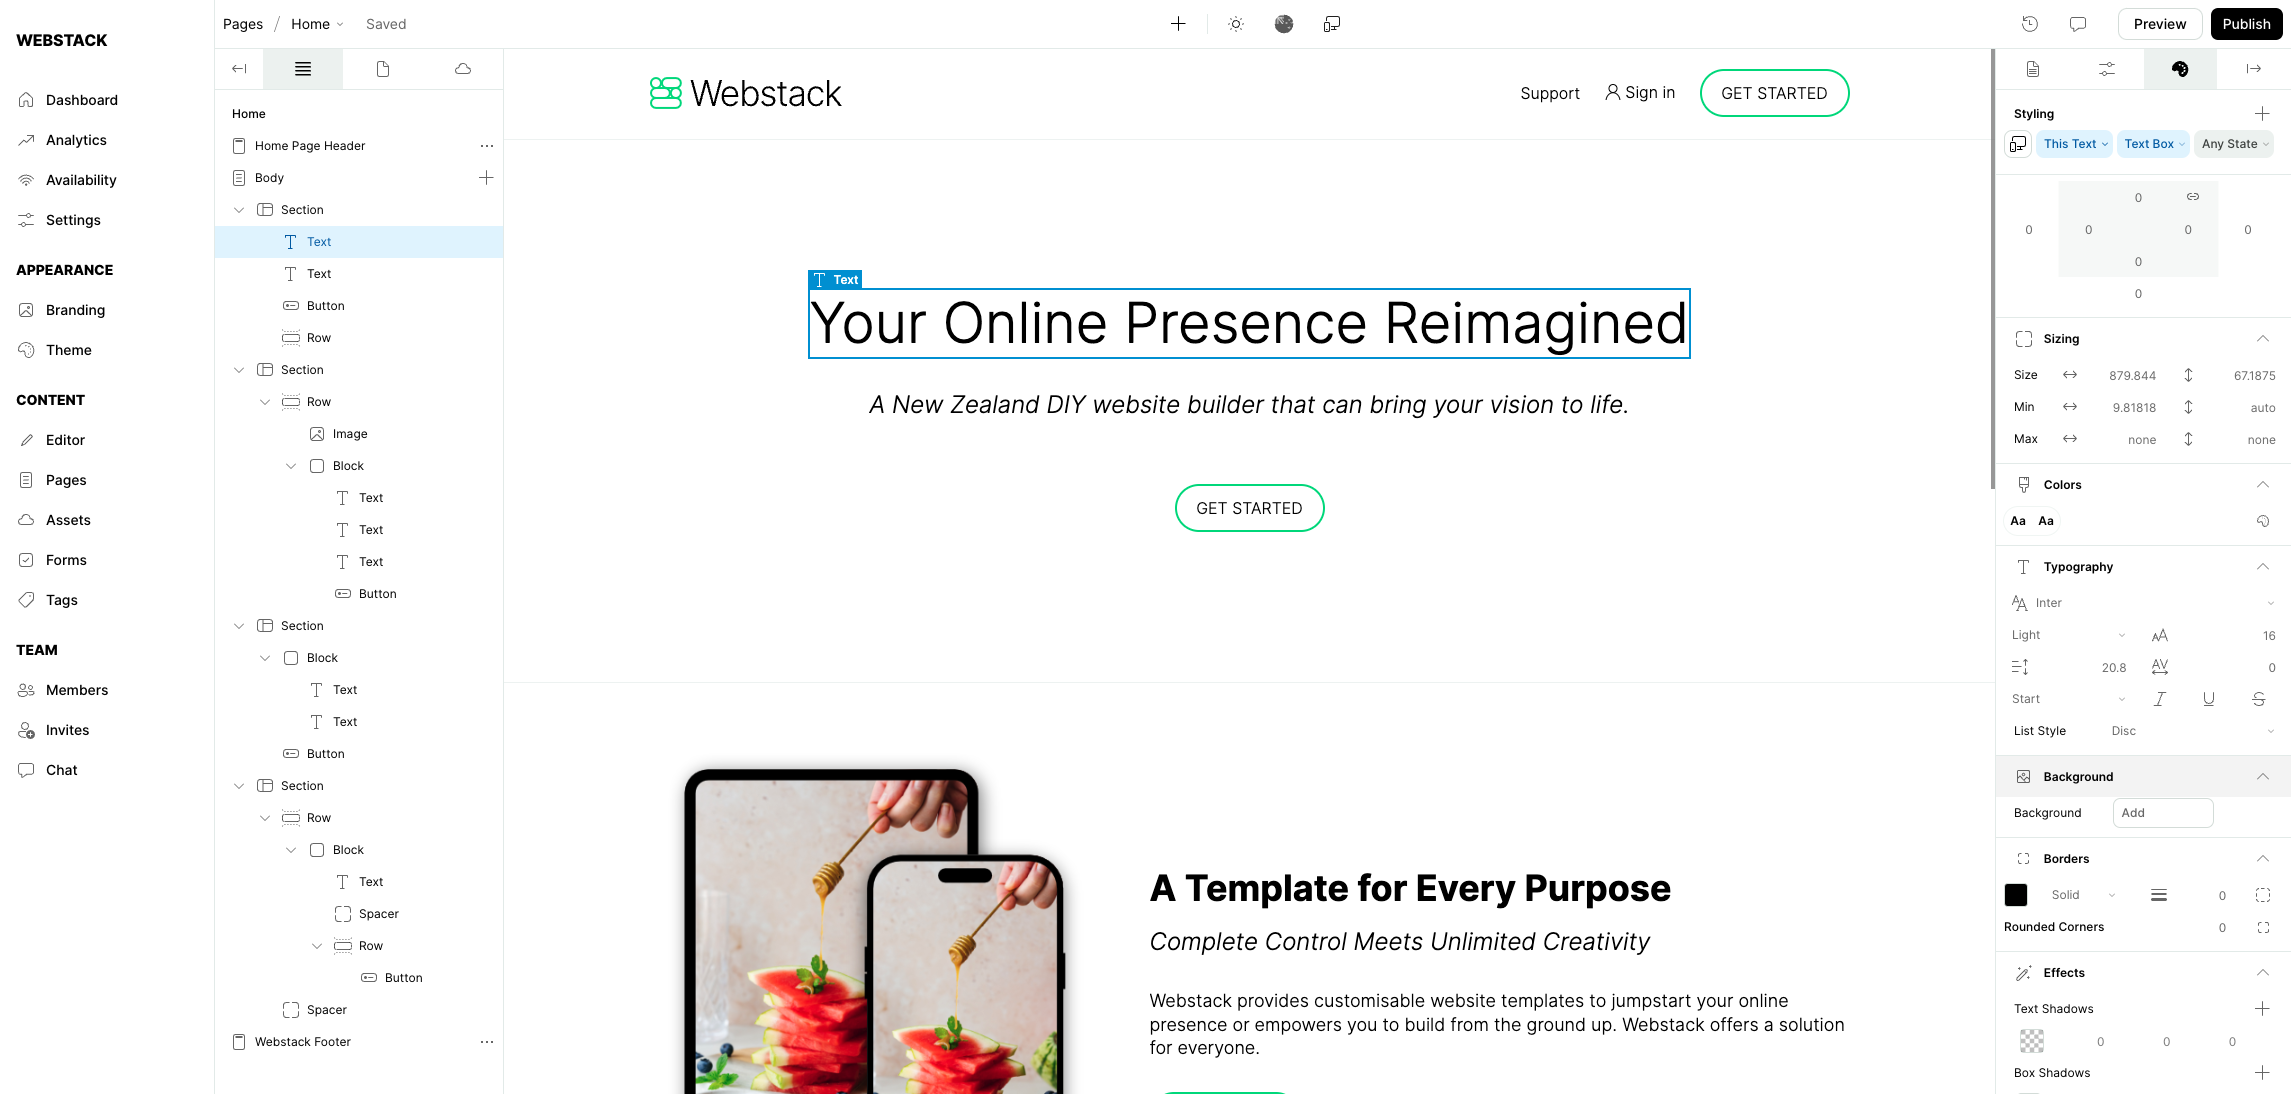 WEBSTACK
Dashboard
Analytics
Availability
Settings
APPEARANCE
Branding
Theme
CONTENT
Editor
Pages
Assets
Forms
Tags
TEAM
Members
Invites
Chat
Pages / Home Saved
Preview
Publish
Home
Home Page Header
Body
Section
Text
Text
Button
Row
Section
Row
Image
Block
Text
Text
Text
Button
Section
Block
Text
Text
Button
Section
Row
Block
Text
Spacer
Row
Button
Spacer
Webstack Footer
Webstack
Support
Sign in
GET STARTED
Text
Your Online Presence Reimagined
A New Zealand DIY website builder that can bring your vision to life.
GET STARTED
A Template for Every Purpose
Complete Control Meets Unlimited Creativity
Webstack provides customisable website templates to jumpstart your online
presence or empowers you to build from the ground up. Webstack offers a solution
for everyone.
Styling
This Text
Text Box
Any State
0
0 0 0 0
0
0
Sizing
Size 879.844 67.1875
Min 9.81818 auto
Max none none
Colors
Aa Aa
Typography
Inter
Light 16
20.8 AV 0
Start I U S
List Style Disc
Background
Background Add
Borders
Solid 0
Rounded Corners 0
Effects
Text Shadows
0 0 0
Box Shadows